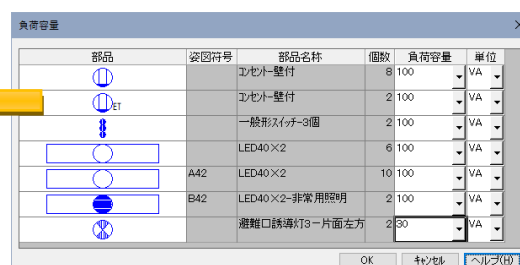 負荷容量
部品 姿図符号 部品名称 個数 負荷容量 単位
コンセント-壁付 8 100 VA
ET コンセント-壁付 2 100 VA
一般形スイッチ-3個 2 100 VA
LED40×2 6 100 VA
A42 LED40×2 10 100 VA
B42 LED40×2-非常用照明 2 100 VA
避難口誘導灯3-片面左方 2 30 VA
OK キャンセル ヘルプ(H)